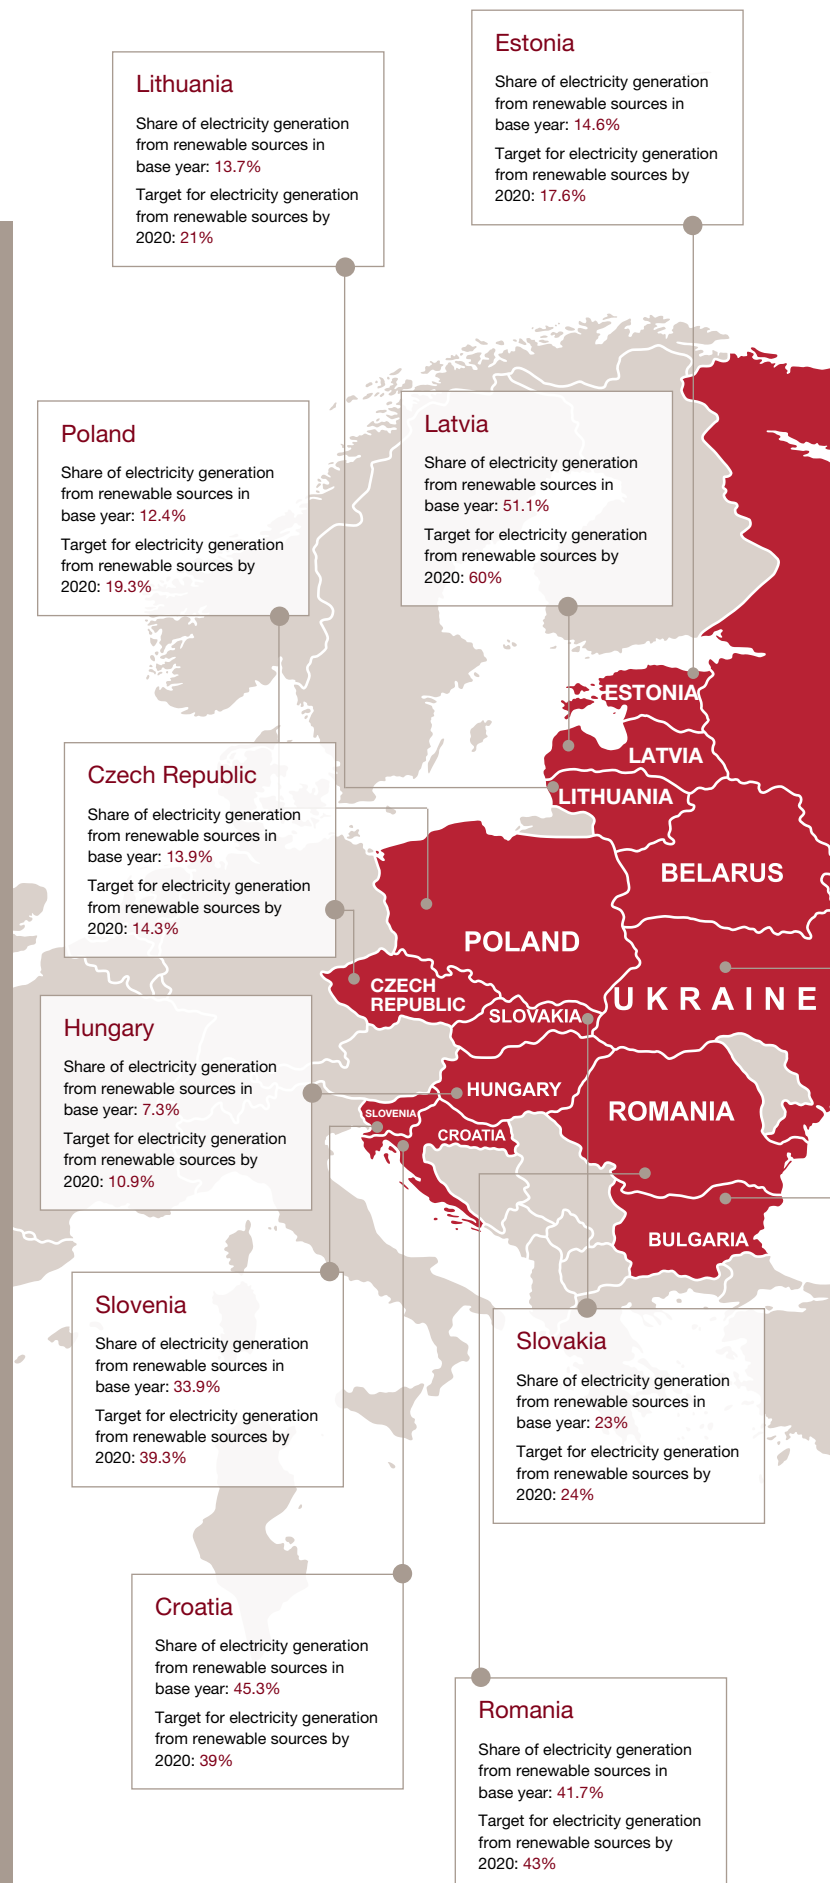 Estonia
Share of electricity generation
from renewable sources in
base year: 14.6%
Target for electricity generation
from renewable sources by
2020: 17.6%
Lithuania
Share of electricity generation
from renewable sources in
base year: 13.7%
Target for electricity generation
from renewable sources by
2020: 21%
Poland
Share of electricity generation
from renewable sources in
base year: 12.4%
Target for electricity generation
from renewable sources by
2020: 19.3%
Latvia
Share of electricity generation
from renewable sources in
base year: 51.1%
Target for electricity generation
from renewable sources by
2020: 60%
Czech Republic
Share of electricity generation
from renewable sources in
base year: 13.9%
Target for electricity generation
from renewable sources by
2020: 14.3%
ESTONIA
LATVIA
LITHUANIA
BELARUS
POLAND
CZECH
REPUBLIC
SLOVAKIA
UKRAINE
HUNGARY
SLOVENIA
CROATIA
ROMANIA
BULGARIA
Hungary
Share of electricity generation
from renewable sources in
base year: 7.3%
Target for electricity generation
from renewable sources by
2020: 10.9%
Slovenia
Share of electricity generation
from renewable sources in
base year: 33.9%
Target for electricity generation
from renewable sources by
2020: 39.3%
Slovakia
Share of electricity generation
from renewable sources in
base year: 23%
Target for electricity generation
from renewable sources by
2020: 24%
Croatia
Share of electricity generation
from renewable sources in
base year: 45.3%
Target for electricity generation
from renewable sources by
2020: 39%
Romania
Share of electricity generation
from renewable sources in
base year: 41.7%
Target for electricity generation
from renewable sources by
2020: 43%